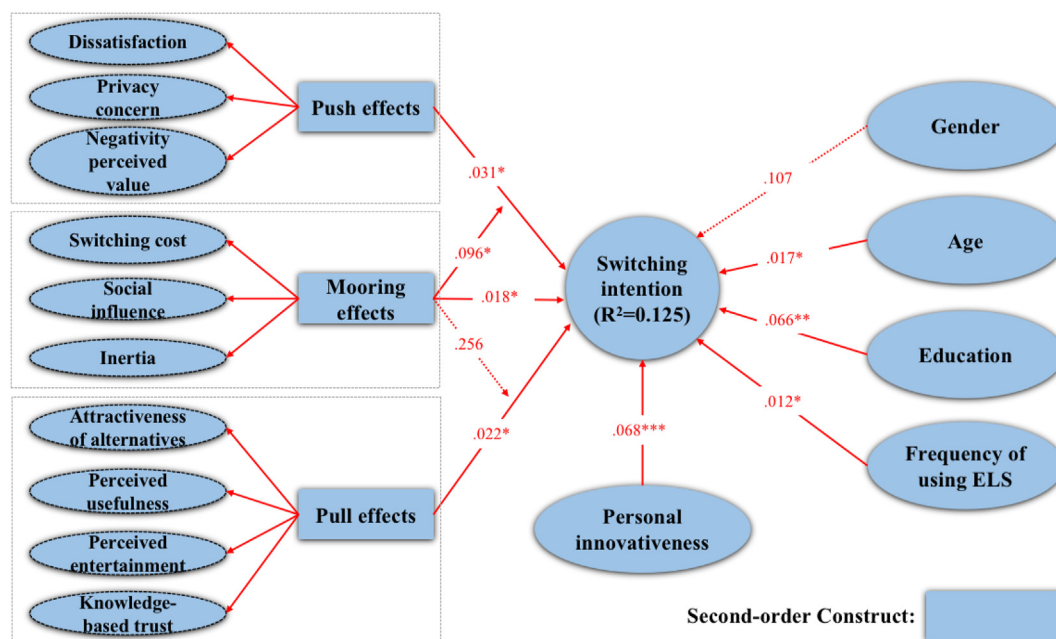 Dissatisfaction
Privacy
concern
Negativity
perceived
value
Push effects
.031*
Switching cost
Social
influence
Inertia
Mooring
effects
.096*
.018*
.256
Attractiveness
of alternatives
Perceived
usefulness
Perceived
entertainment
Knowledge-
based trust
Pull effects
.022*
Switching
intention
(R²=0.125)
.068***
Personal
innovativeness
Gender
.107
Age
.017*
Education
.066**
Frequency of
using ELS
.012*
Second-order Construct: